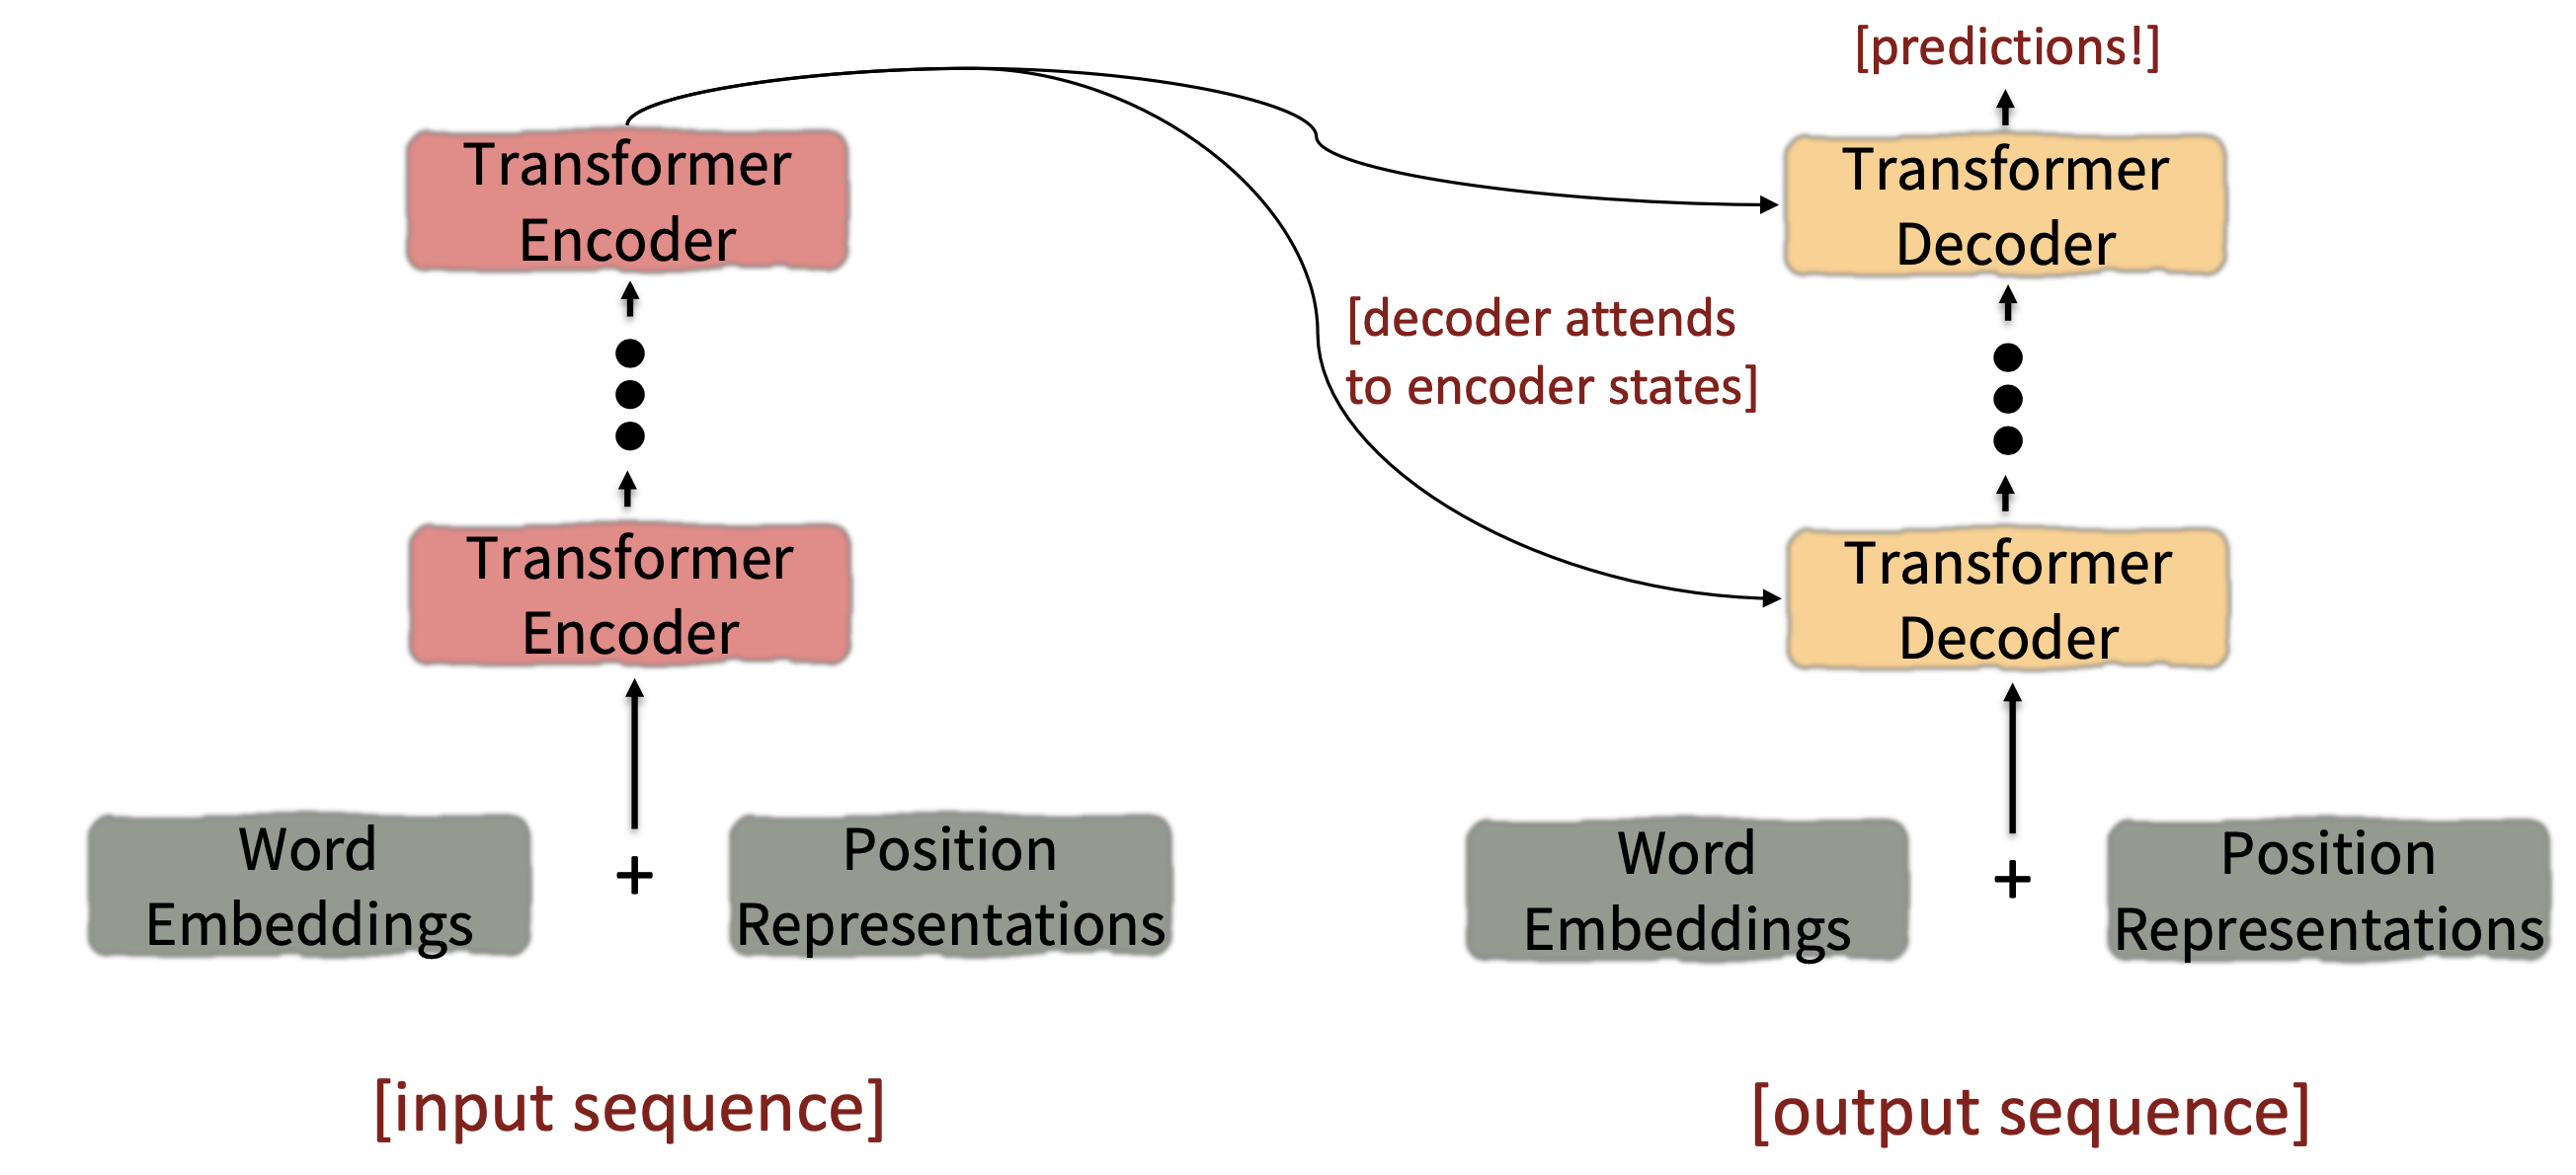 [predictions!]
Transformer
Encoder
Transformer
Decoder
[decoder attends
to encoder states]
Transformer
Encoder
Transformer
Decoder
Word
Embeddings
+
Position
Representations
Word
Embeddings
+
Position
Representations
[input sequence]
[output sequence]